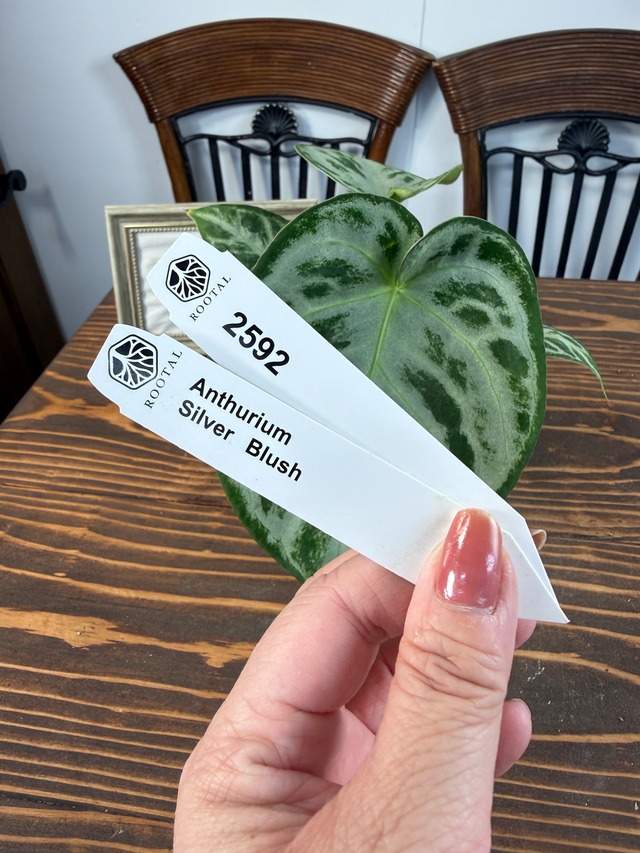 ROOTAL
2592
ROOTAL
Anthurium
Silver Blush